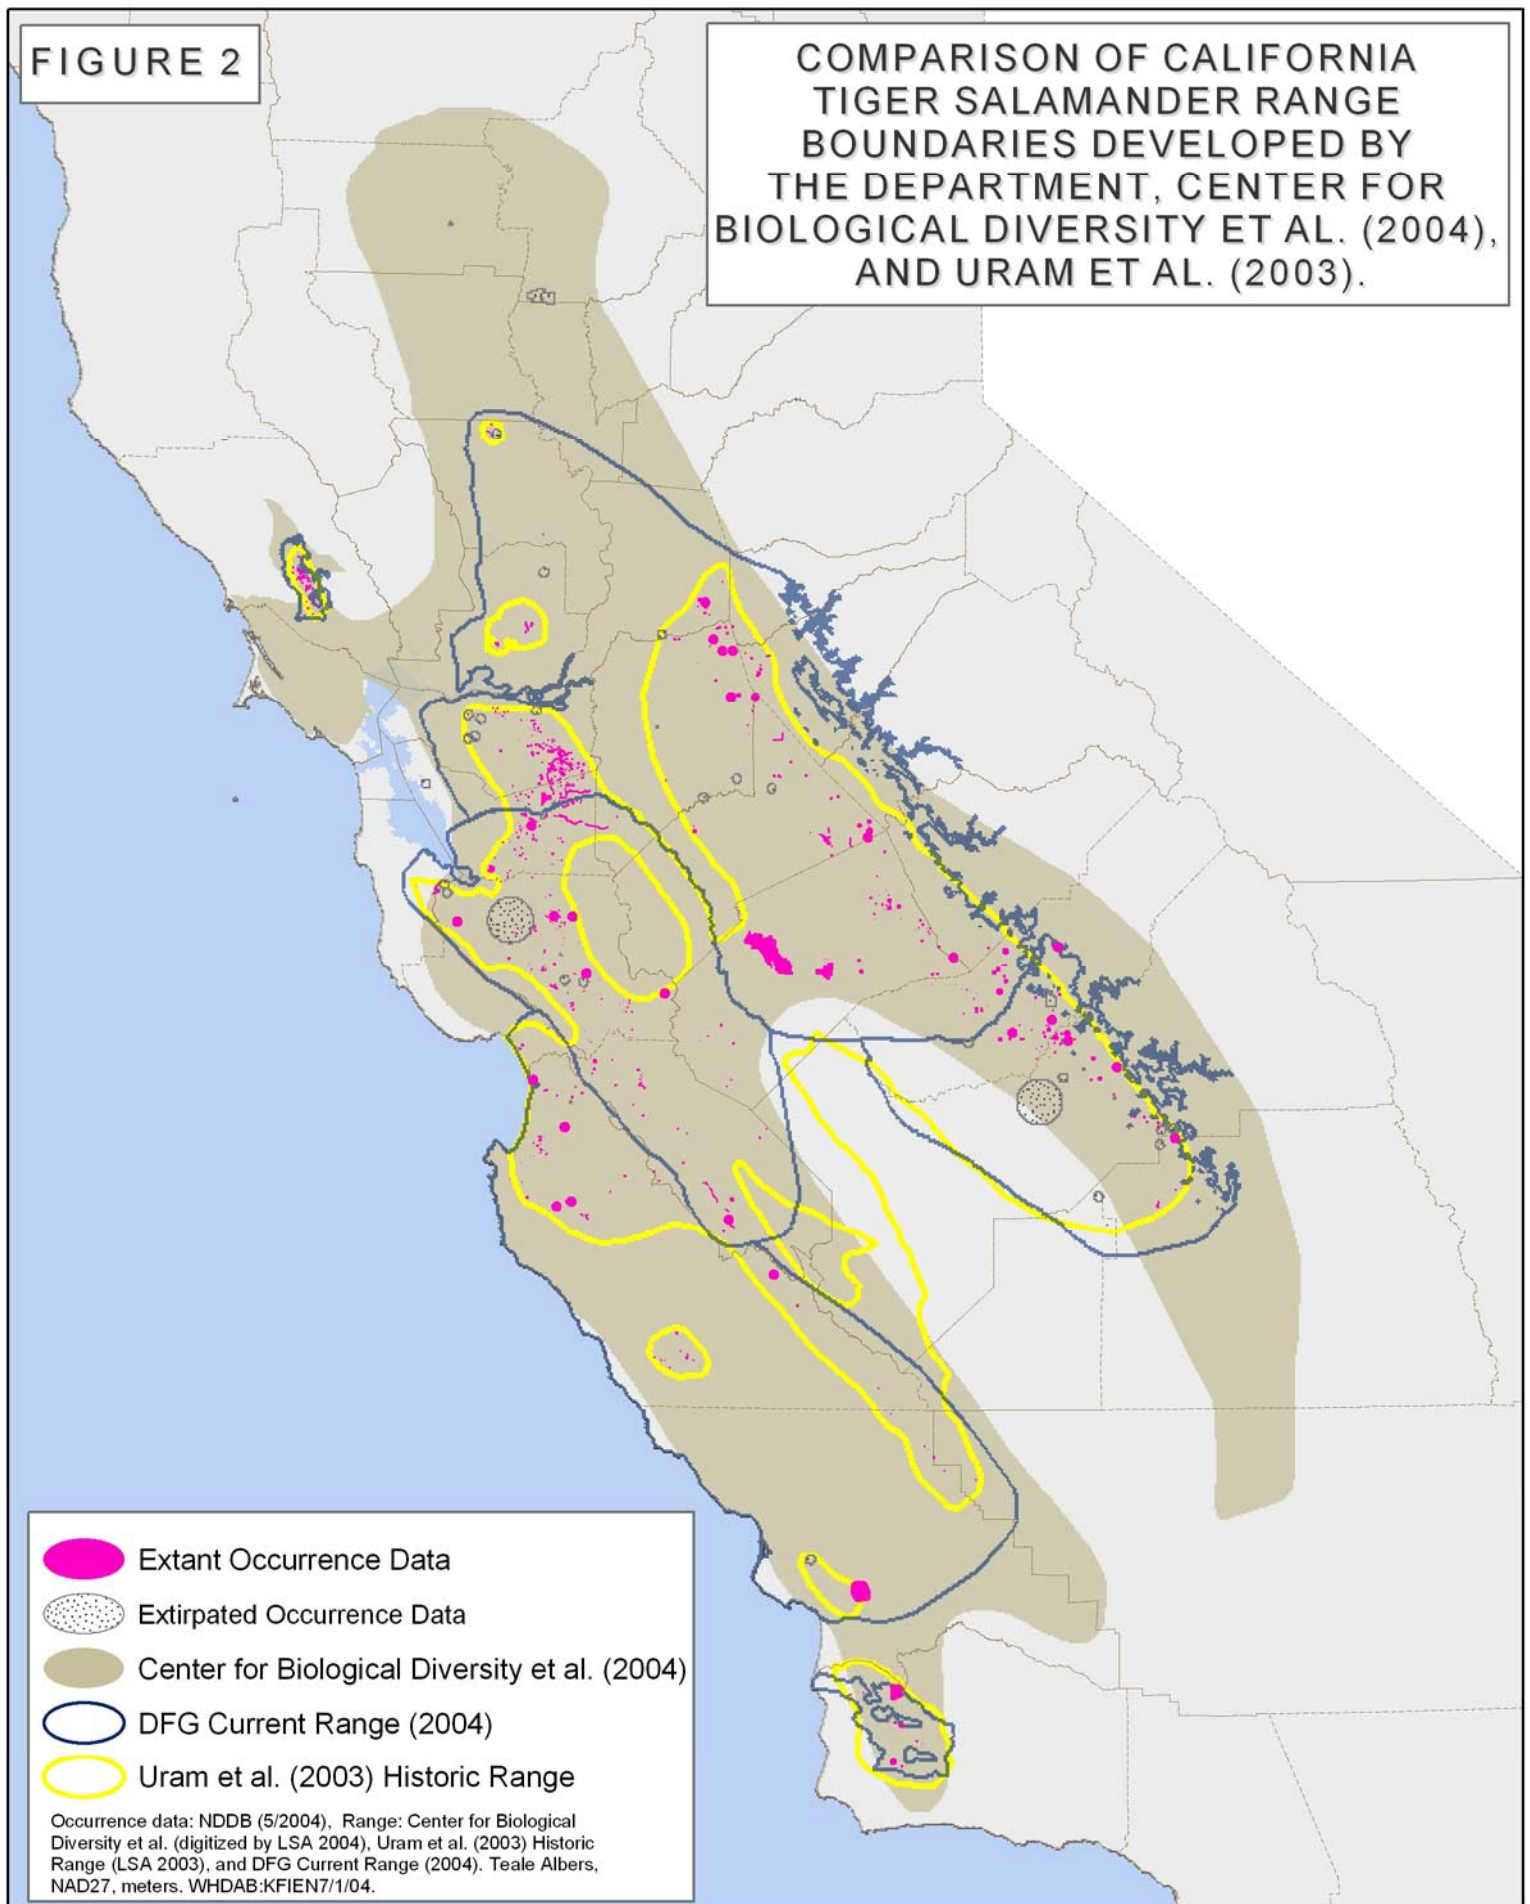 FIGURE 2
COMPARISON OF CALIFORNIA
TIGER SALAMANDER RANGE
BOUNDARIES DEVELOPED BY
THE DEPARTMENT, CENTER FOR
BIOLOGICAL DIVERSITY ET AL. (2004),
AND URAM ET AL. (2003).
Extant Occurrence Data
Extirpated Occurrence Data
Center for Biological Diversity et al. (2004)
DFG Current Range (2004)
Uram et al. (2003) Historic Range
Occurrence data: NDDB (5/2004), Range: Center for Biological
Diversity et al. (digitized by LSA 2004), Uram et al. (2003) Historic
Range (LSA 2003), and DFG Current Range (2004). Teale Albers,
NAD27, meters. WHDAB:KFIEN7/1/04.